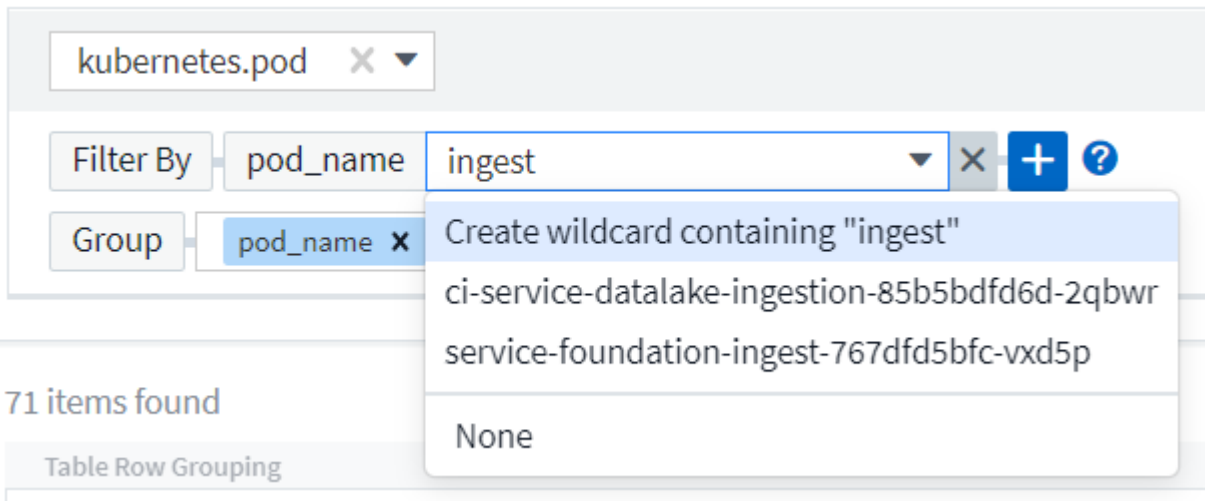 kubernetes.pod
Filter By pod_name ingest
Group pod_name
Create wildcard containing "ingest"
ci-service-datalake-ingestion-85b5bdfd6d-2qbwr
service-foundation-ingest-767dfd5bfc-vxd5p
None
71 items found
Table Row Grouping